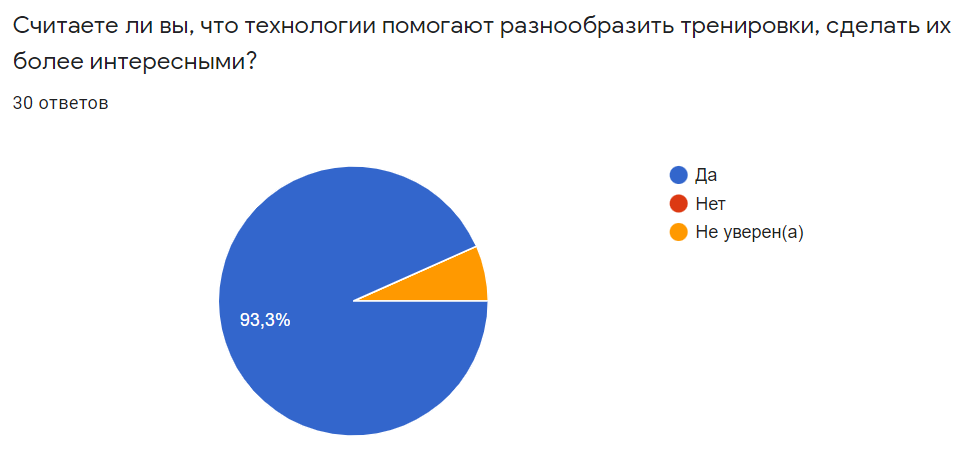 Считаете ли вы, что технологии помогают разнообразить тренировки, сделать их
более интересными?
30 ответов
Да
Нет
Не уверен(а)
93,3%